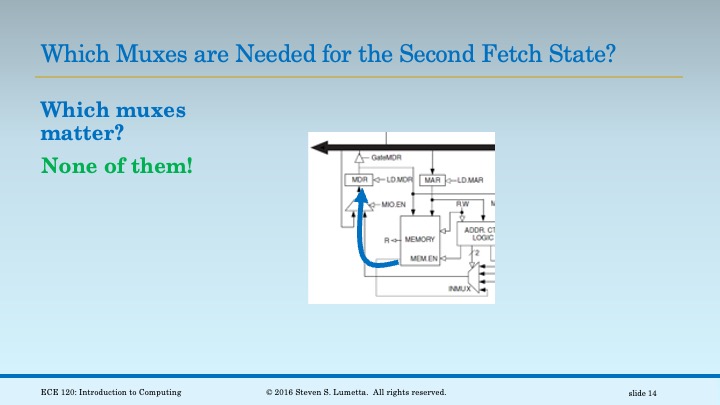 Which Muxes are Needed for the Second Fetch State?
Which muxes
matter?
None of them!
GateMDR
MDR
LD.MDR
MAR
LD.MAR
MIO.EN
R.W
R
MEMORY
ADDR. CT
LOGIC
MEM.EN
2
INMUX
ECE 120: Introduction to Computing
© 2016 Steven S. Lumetta. All rights reserved.
slide 14